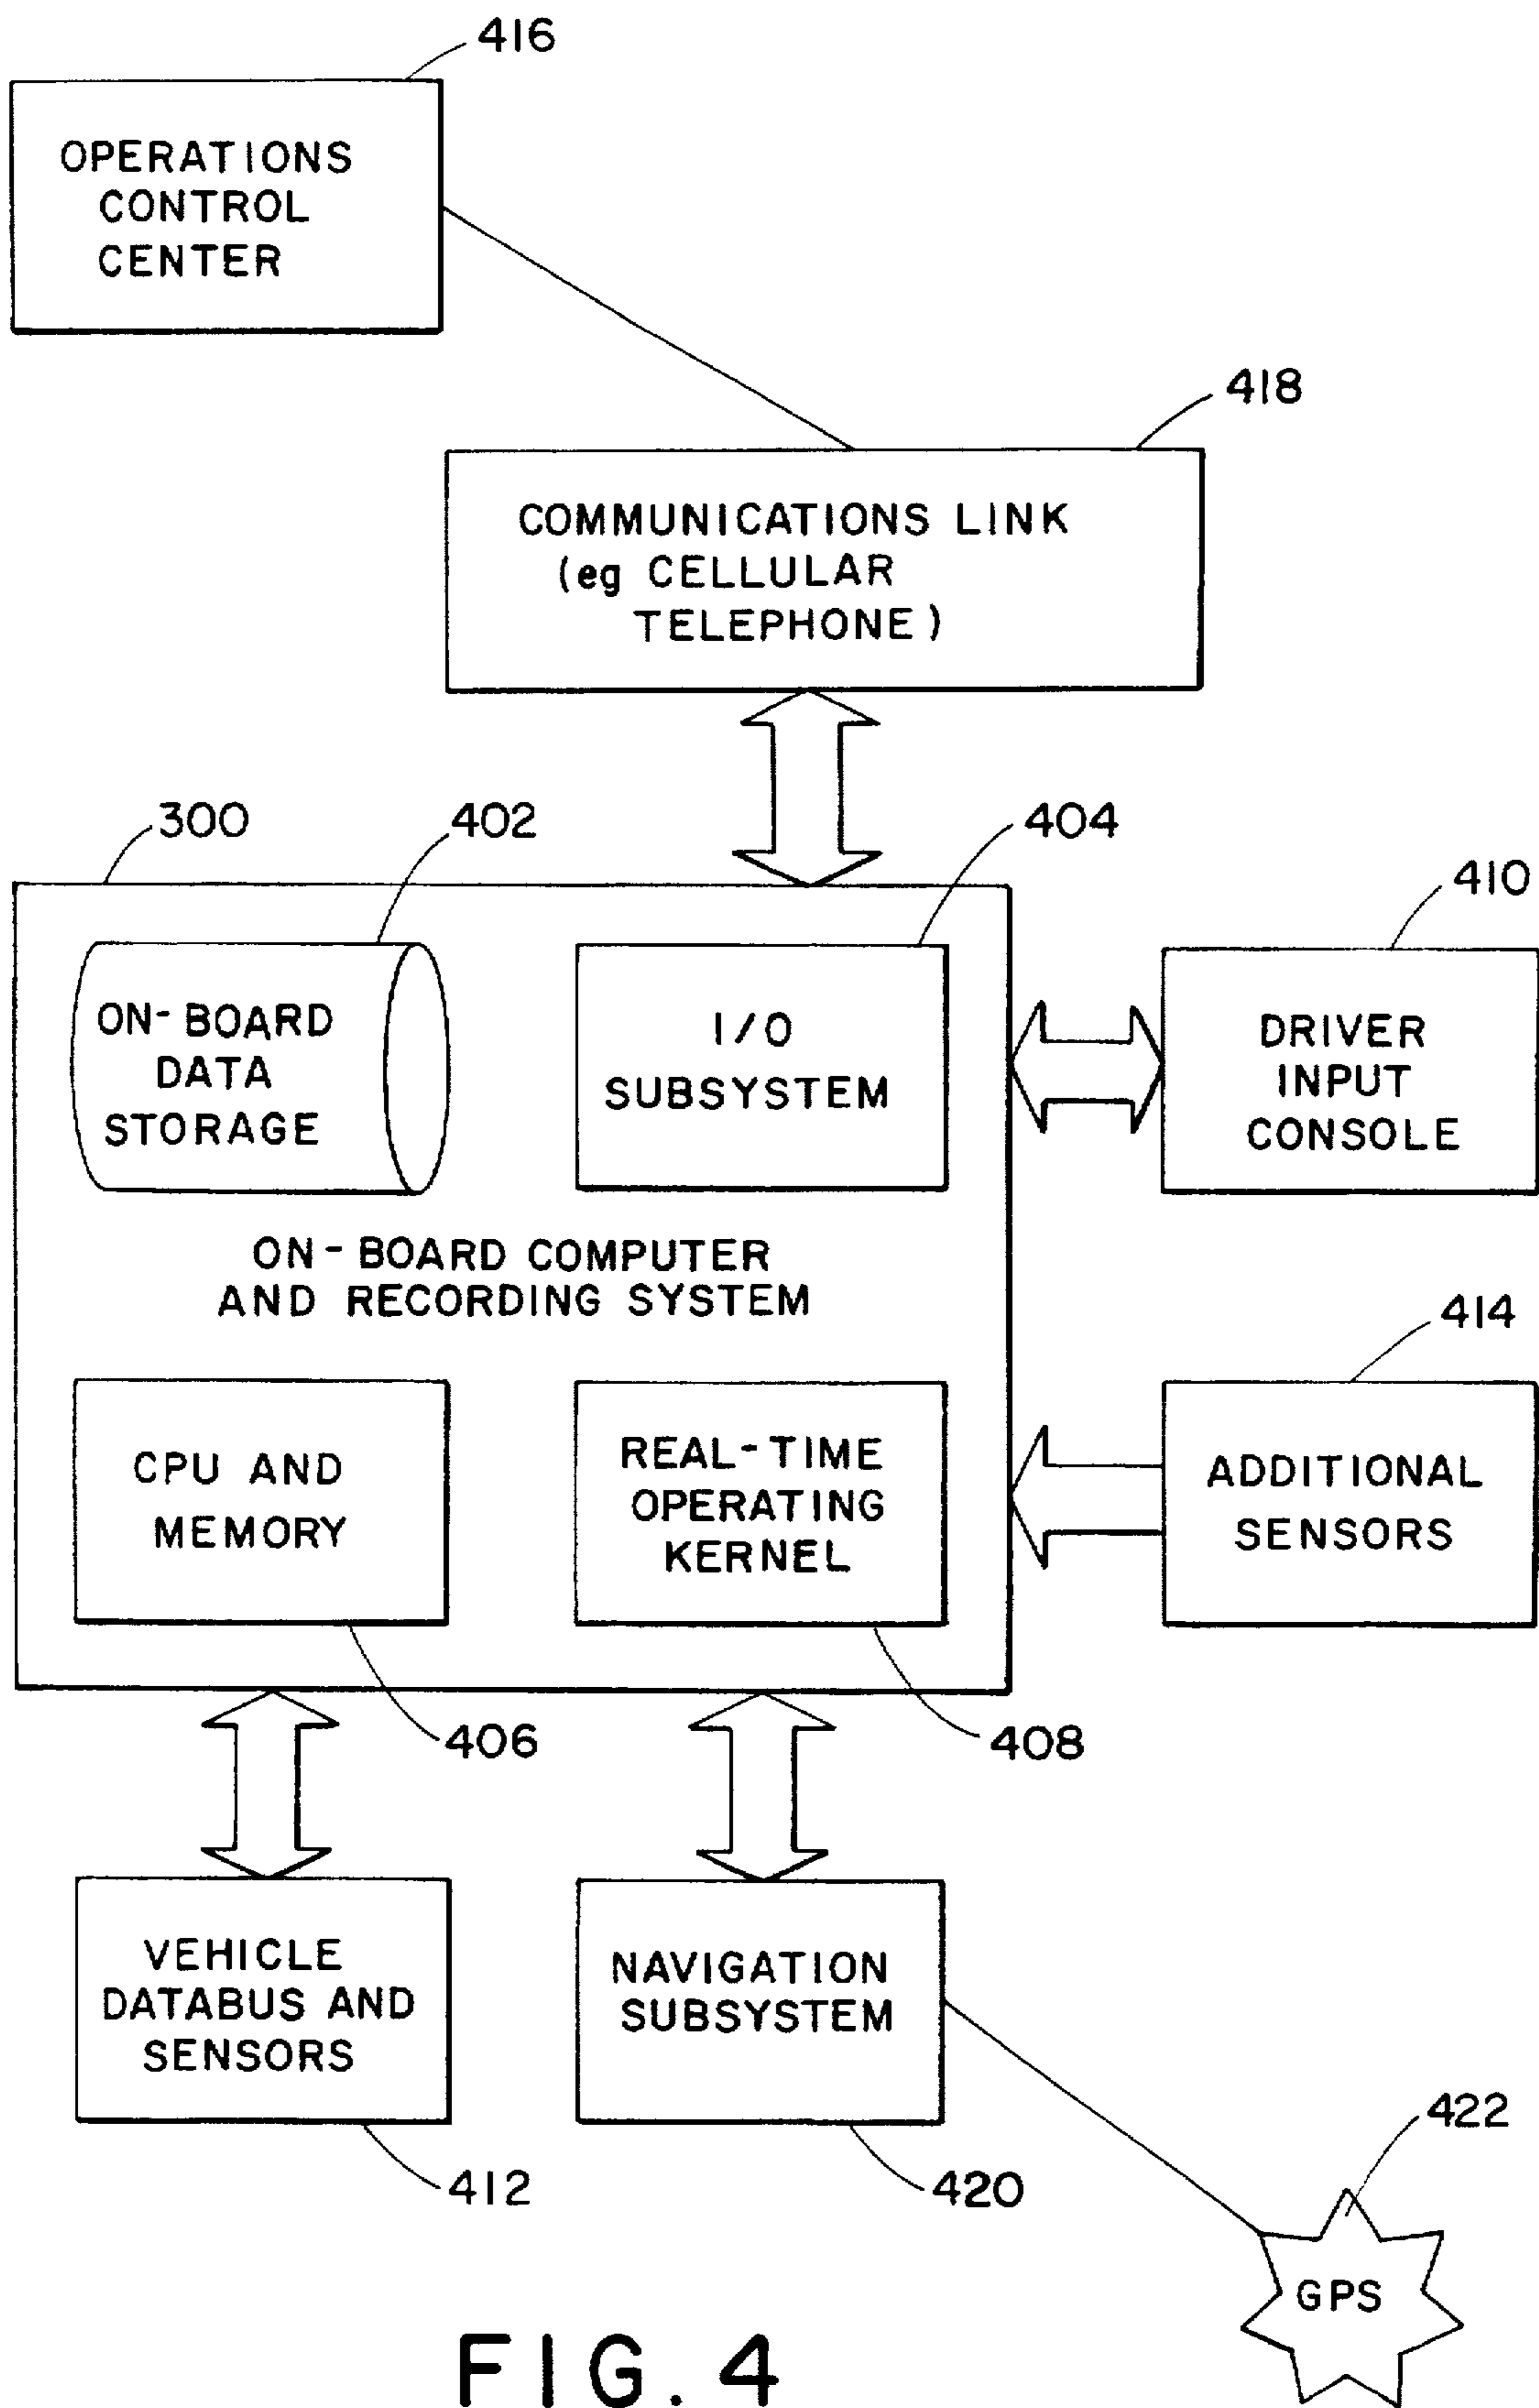 416
OPERATIONS
CONTROL
CENTER
418
COMMUNICATIONS LINK
(eg CELLULAR
TELEPHONE)
300
402
404
410
ON-BOARD
DATA
STORAGE
I/O
SUBSYSTEM
DRIVER
INPUT
CONSOLE
ON-BOARD COMPUTER
AND RECORDING SYSTEM
414
CPU AND
MEMORY
REAL-TIME
OPERATING
KERNEL
ADDITIONAL
SENSORS
406
408
VEHICLE
DATABUS AND
SENSORS
NAVIGATION
SUBSYSTEM
412
420
422
GPS
FIG. 4